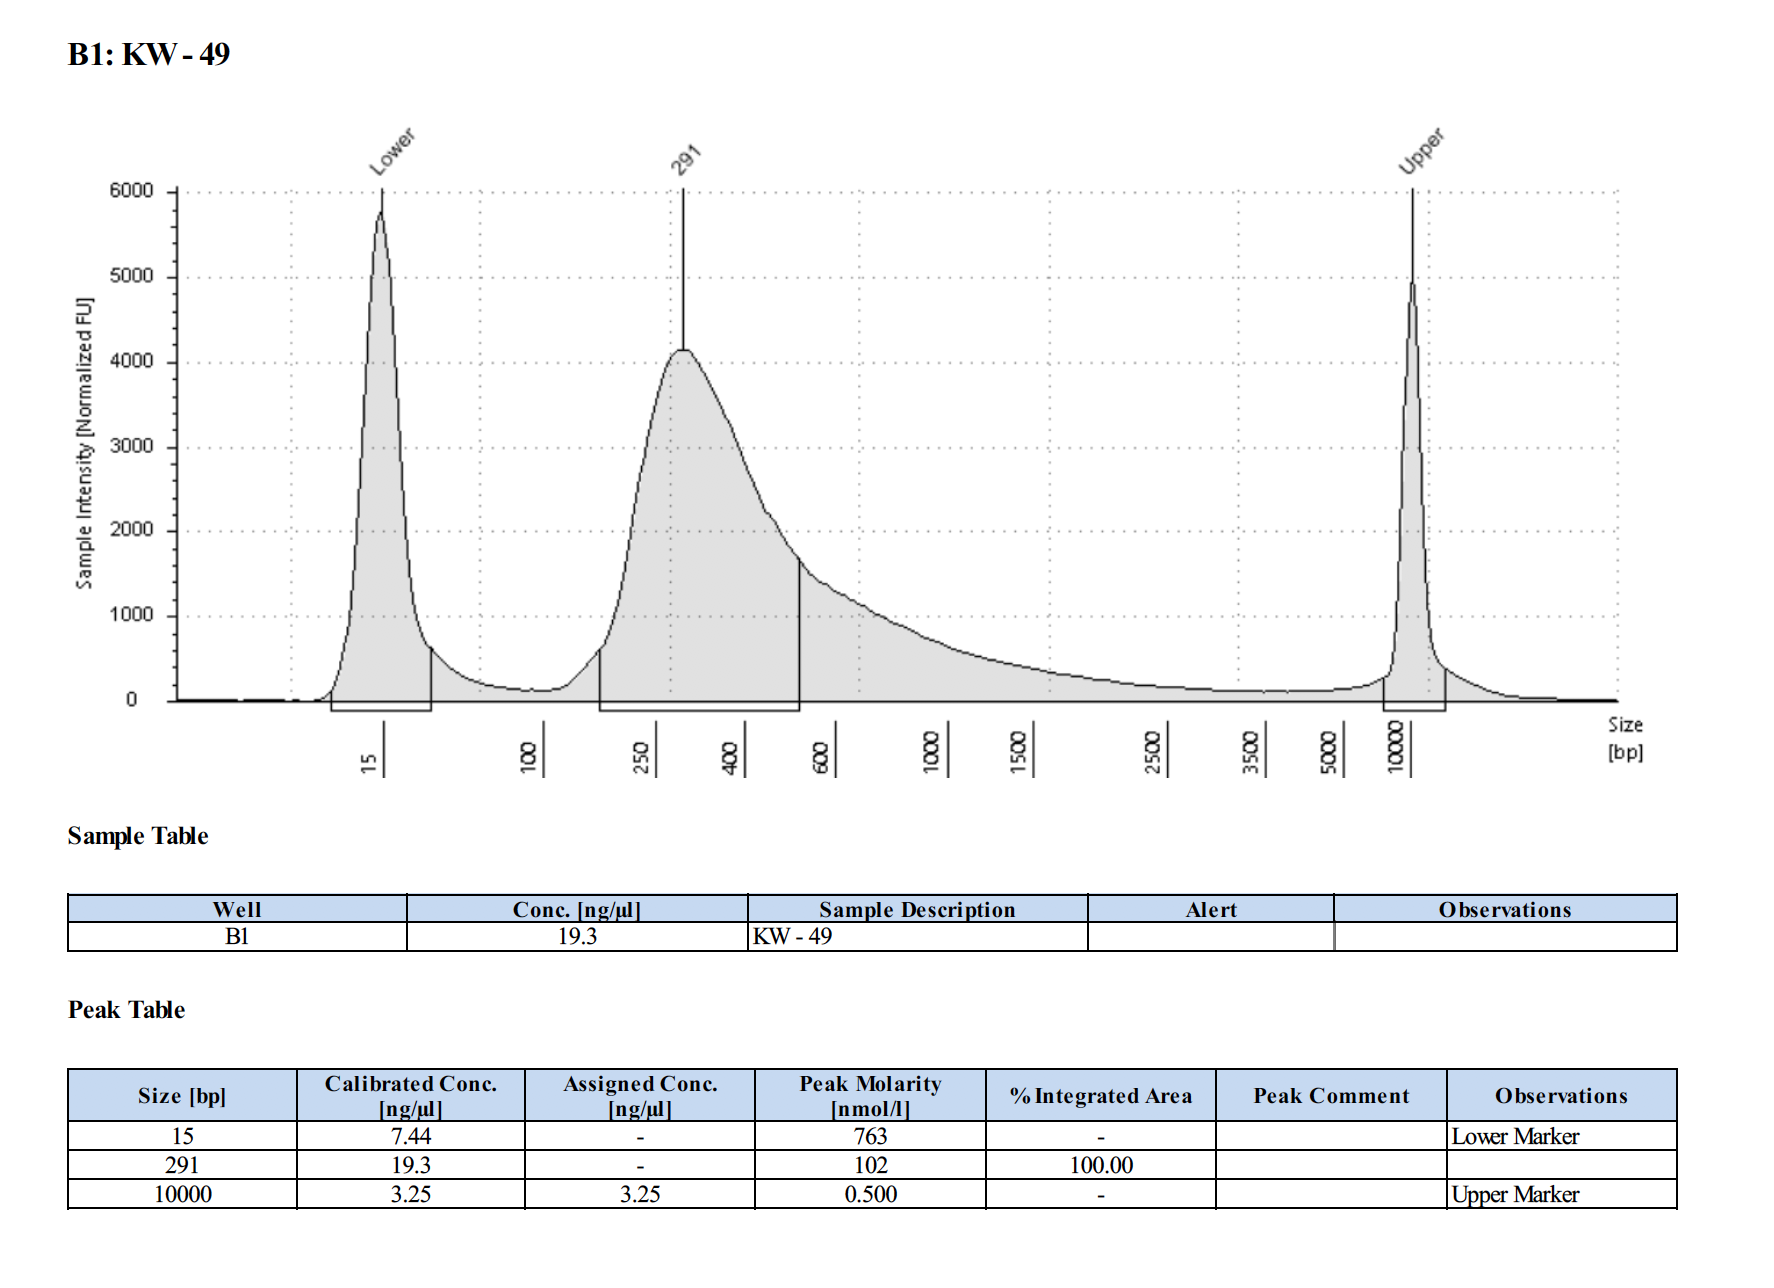 B1: KW - 49
Lower
291
Upper
6000
5000
4000
3000
2000
1000
0
Sample Intensity [Normalized FU]
15
100
250
400
600
1000
1500
2500
3500
5000
10000
Size
[bp]
Sample Table
Well Conc. [ng/µl] Sample Description Alert Observations
B1 19.3 KW - 49
Peak Table
Size [bp] Calibrated Conc. [ng/µl] Assigned Conc. [ng/µl] Peak Molarity [nmol/l] % Integrated Area Peak Comment Observations
15 7.44 - 763 - Lower Marker
291 19.3 - 102 100.00
10000 3.25 3.25 0.500 - Upper Marker